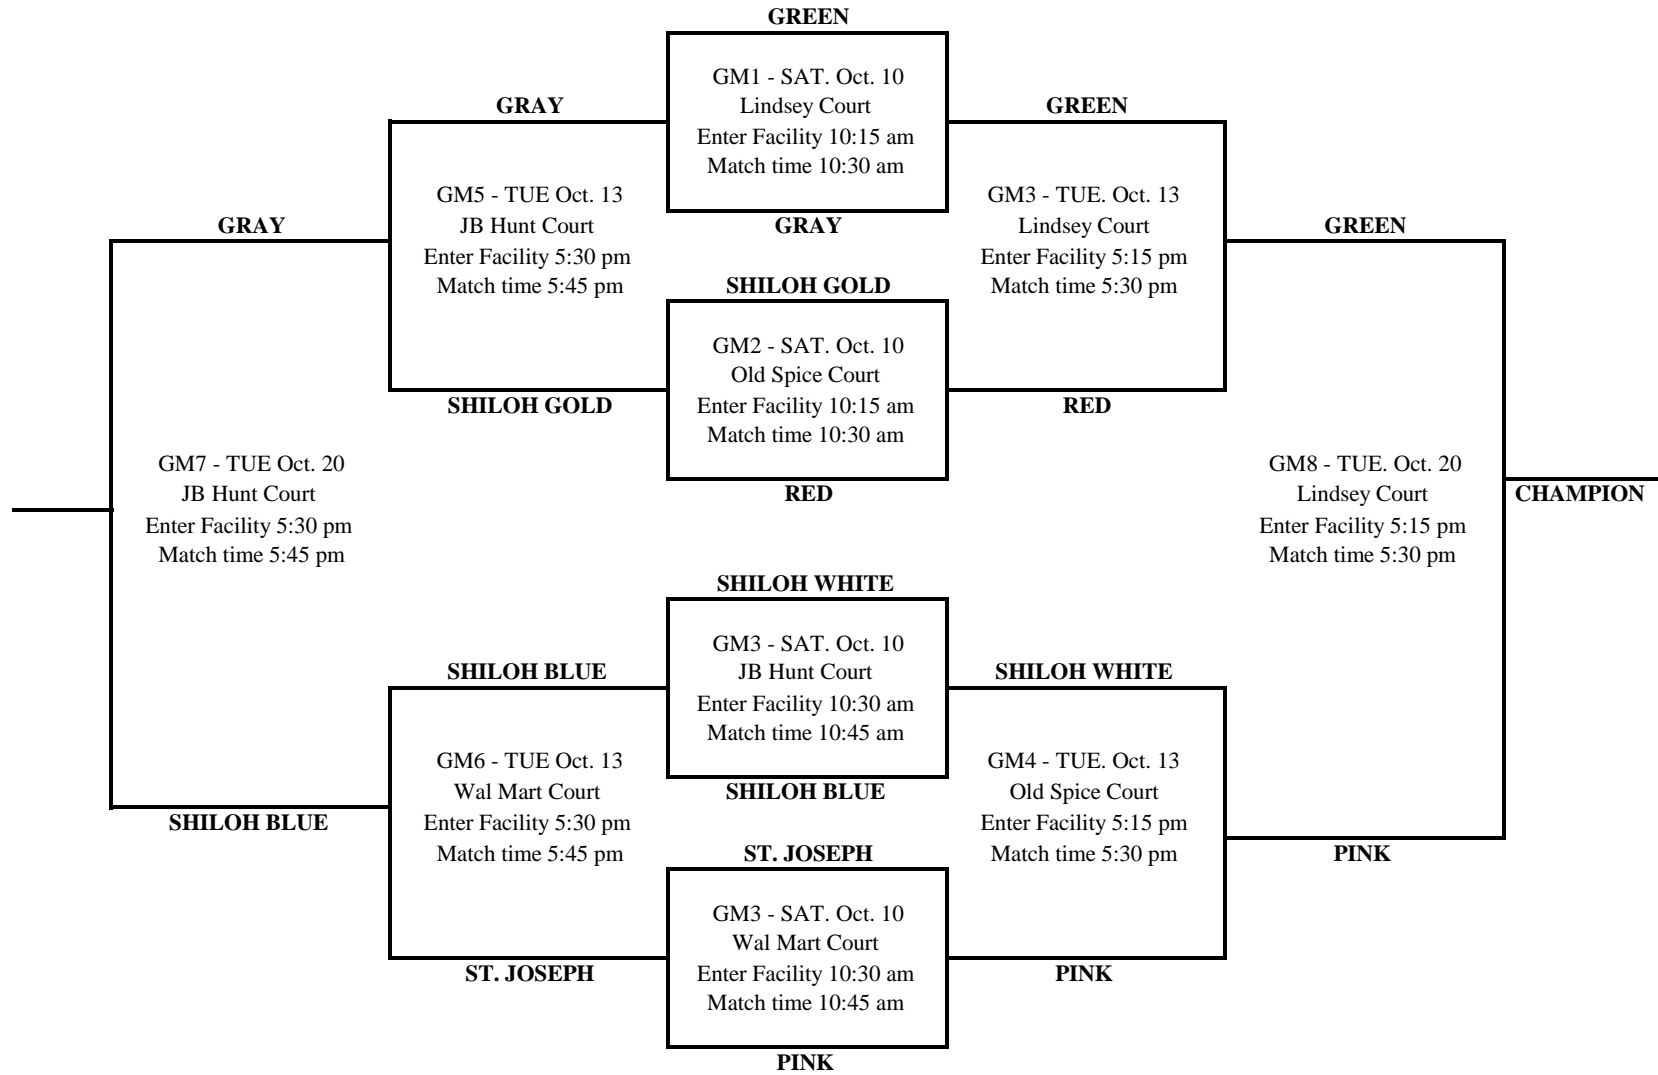 GREEN
GM1 - SAT. Oct. 10
Lindsey Court
Enter Facility 10:15 am
Match time 10:30 am
GRAY
GRAY
GREEN
GM5 - TUE Oct. 13
JB Hunt Court
Enter Facility 5:30 pm
Match time 5:45 pm
GM3 - TUE. Oct. 13
Lindsey Court
Enter Facility 5:15 pm
Match time 5:30 pm
GRAY
GREEN
SHILOH GOLD
GM2 - SAT. Oct. 10
Old Spice Court
Enter Facility 10:15 am
Match time 10:30 am
RED
SHILOH GOLD
RED
GM7 - TUE Oct. 20
JB Hunt Court
Enter Facility 5:30 pm
Match time 5:45 pm
GM8 - TUE. Oct. 20
Lindsey Court
Enter Facility 5:15 pm
Match time 5:30 pm
CHAMPION
SHILOH WHITE
GM3 - SAT. Oct. 10
JB Hunt Court
Enter Facility 10:30 am
Match time 10:45 am
SHILOH BLUE
SHILOH BLUE
SHILOH WHITE
GM6 - TUE Oct. 13
Wal Mart Court
Enter Facility 5:30 pm
Match time 5:45 pm
GM4 - TUE. Oct. 13
Old Spice Court
Enter Facility 5:15 pm
Match time 5:30 pm
SHILOH BLUE
PINK
ST. JOSEPH
GM3 - SAT. Oct. 10
Wal Mart Court
Enter Facility 10:30 am
Match time 10:45 am
PINK
ST. JOSEPH
PINK